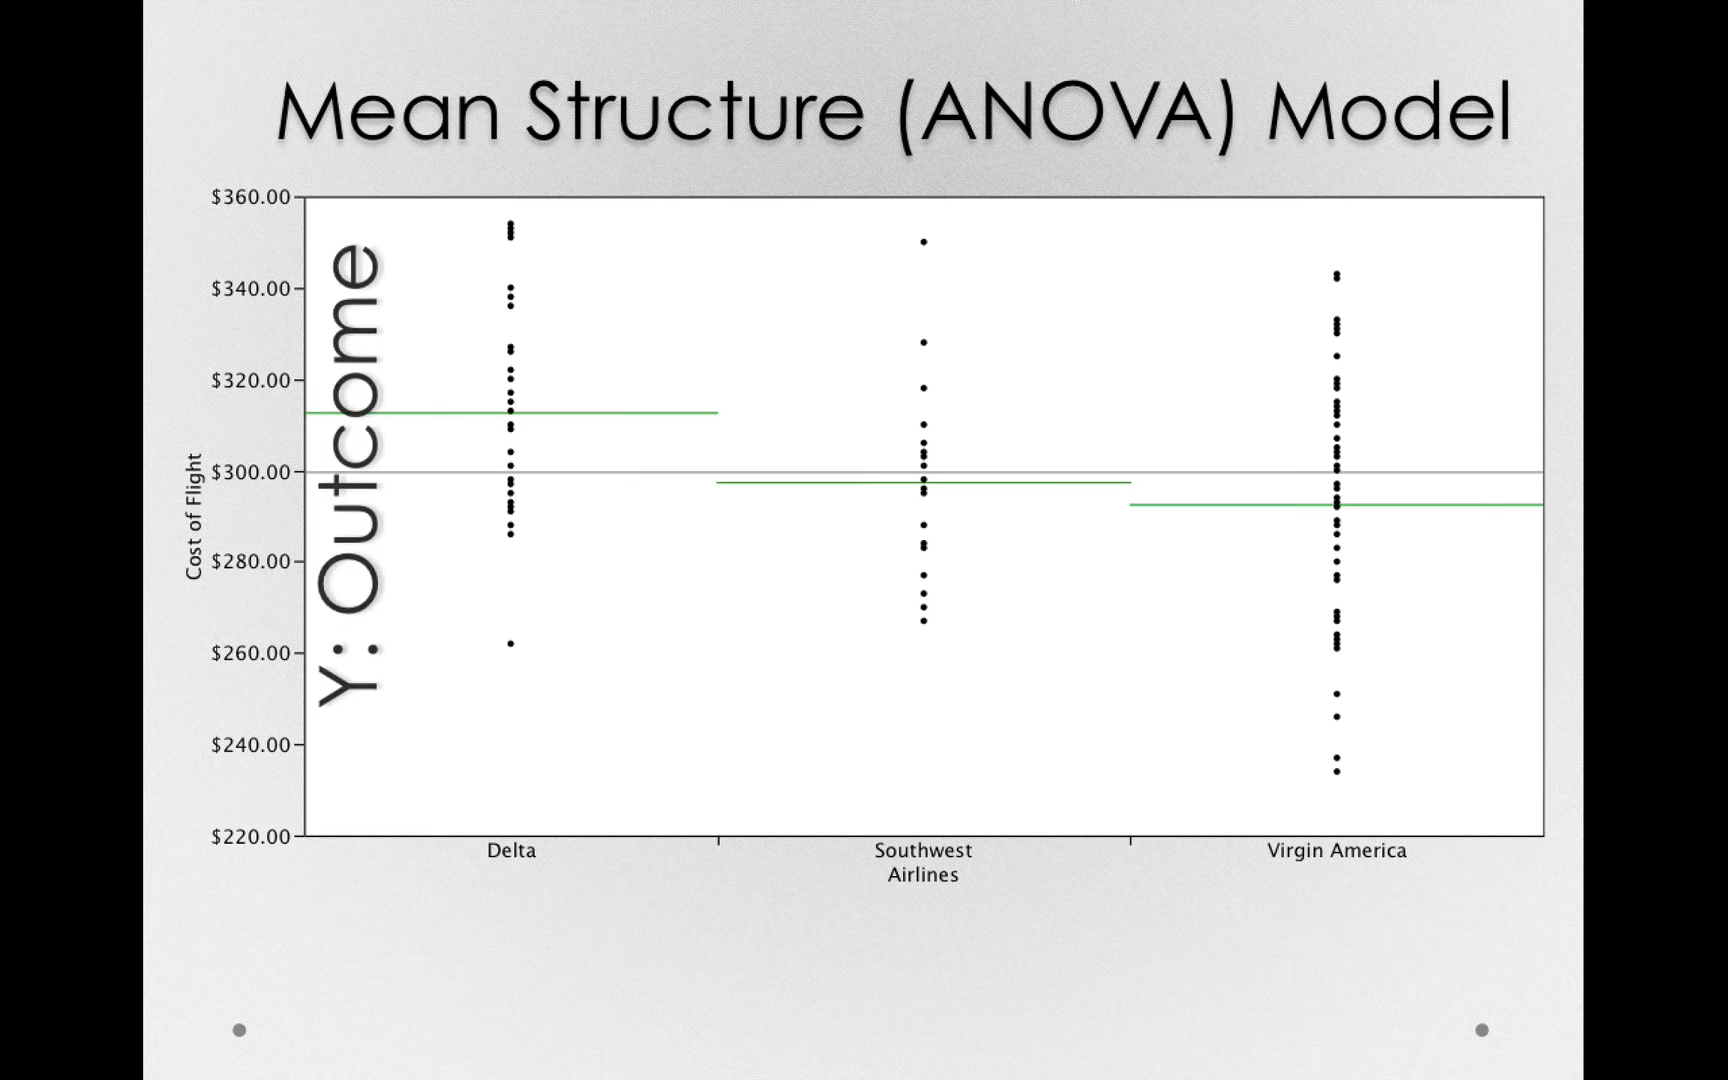 Mean Structure (ANOVA) Model
$360.00
$340.00
$320.00
$300.00
$280.00
$260.00
$240.00
$220.00
Cost of Flight
Y: Outcome
Delta
Southwest
Virgin America
Airlines